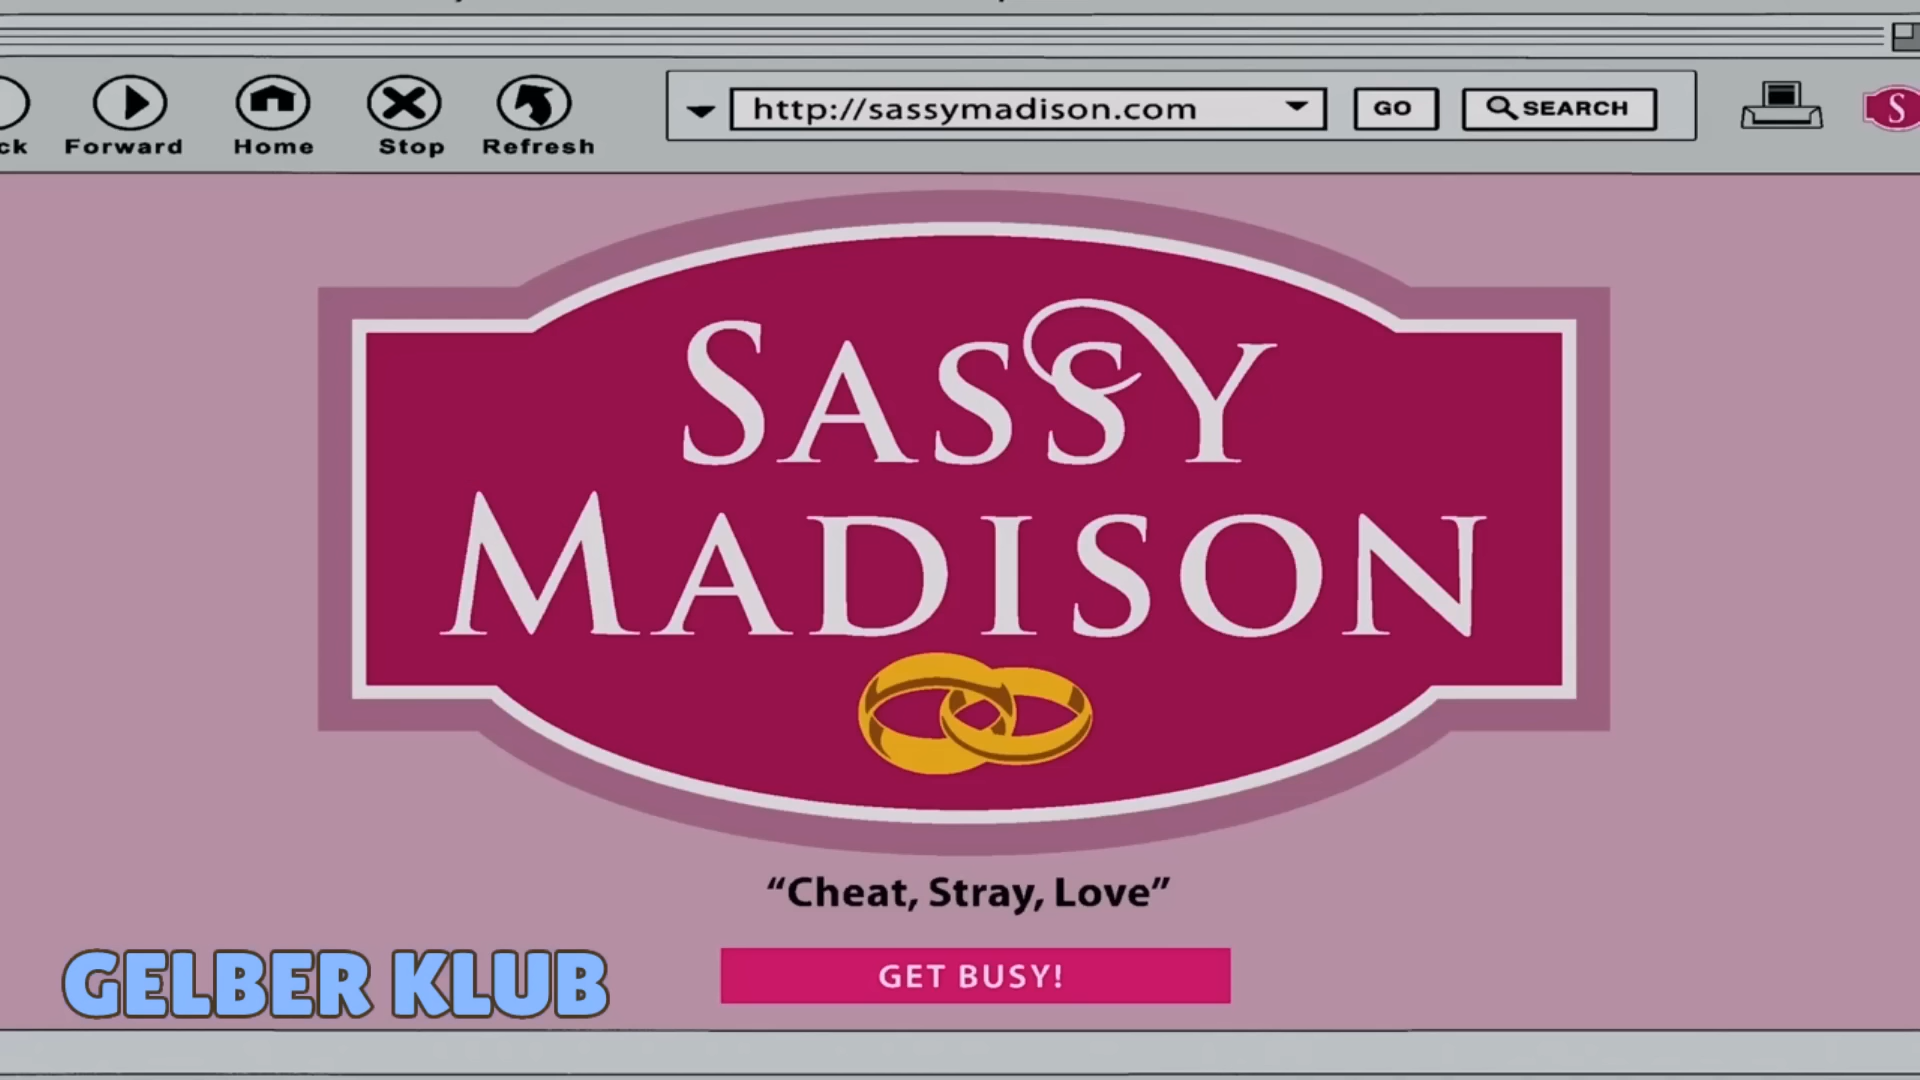 ck Forward Home Stop Refresh
http://sassymadison.com GO SEARCH S
SASSY
MADISON
“Cheat, Stray, Love”
GET BUSY!
GELBER KLUB